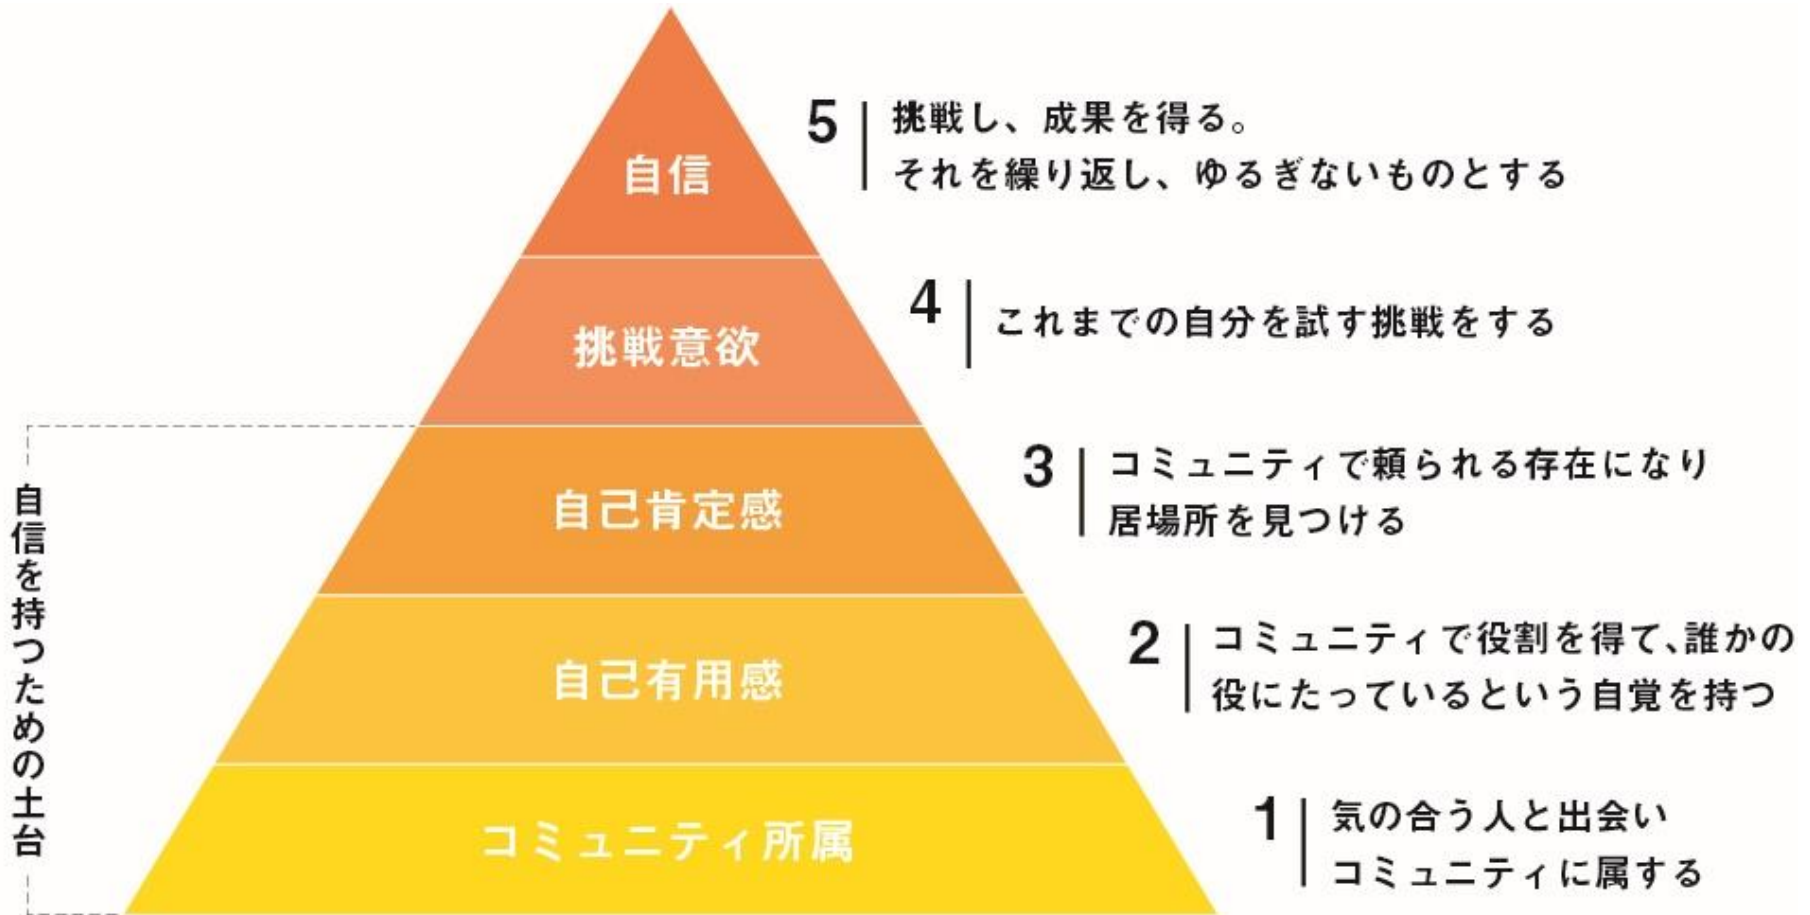 自信
5
挑戦し、成果を得る。
それを繰り返し、ゆるぎないものとする
挑戦意欲
4
これまでの自分を試す挑戦をする
自己肯定感
3
コミュニティで頼られる存在になり
居場所を見つける
自己有用感
2
コミュニティで役割を得て、誰かの
役にたっているという自覚を持つ
コミュニティ所属
1
気の合う人と出会い
コミュニティに属する
自信を持つための土台